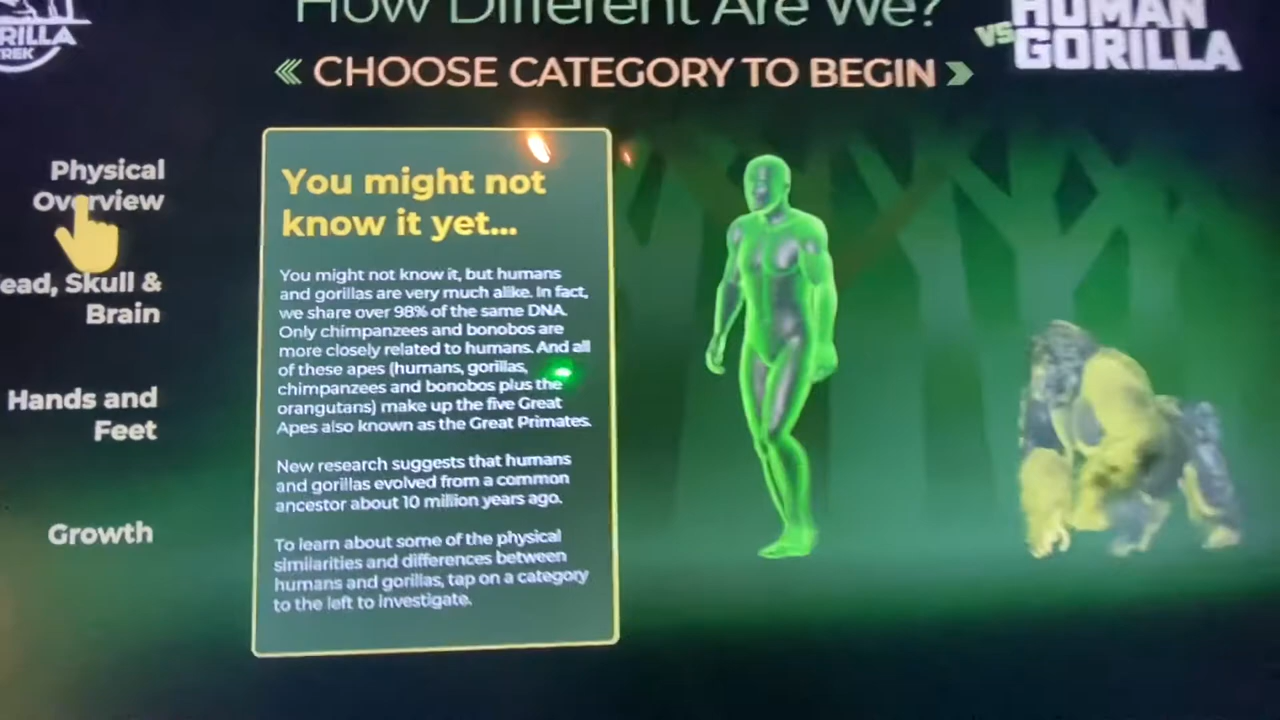 How Different Are We?
HUMAN
VS GORILLA
RILLA
TREK
« CHOOSE CATEGORY TO BEGIN »
Physical
Overview
ead, Skull &
Brain
Hands and
Feet
Growth
You might not
know it yet...
You might not know it, but humans
and gorillas are very much alike. In fact,
we share over 98% of the same DNA.
Only chimpanzees and bonobos are
more closely related to humans. And all
of these apes (humans, gorillas,
chimpanzees and bonobos plus the
orangutans) make up the five Great
Apes also known as the Great Primates.
New research suggests that humans
and gorillas evolved from a common
ancestor about 10 million years ago.
To learn about some of the physical
similarities and differences between
humans and gorillas, tap on a category
to the left to investigate.